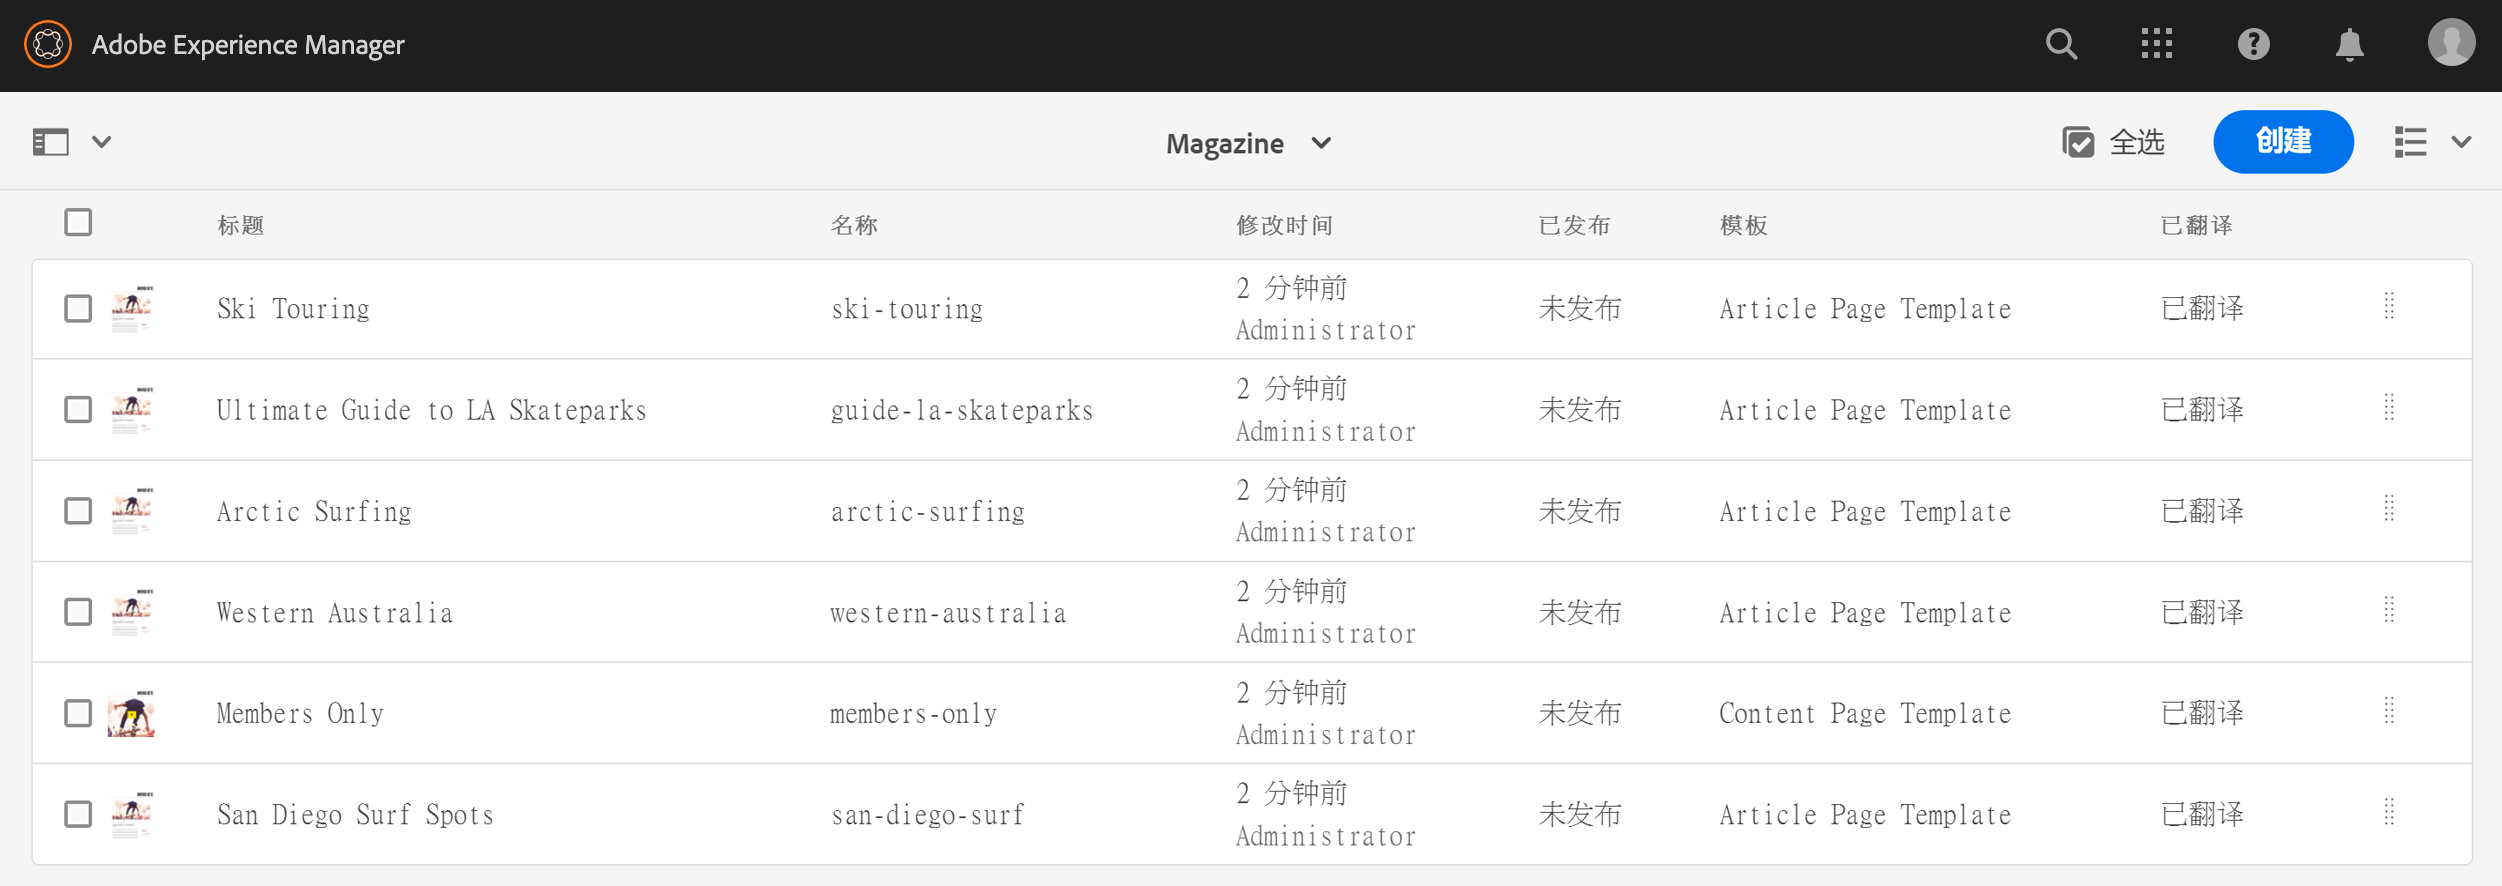 Adobe Experience Manager
Magazine
全选
创建
标题 名称 修改时间 已发布 模板 已翻译
Ski Touring ski-touring 2 分钟前 未发布 Article Page Template 已翻译
Administrator
Ultimate Guide to LA Skateparks guide-la-skateparks 2 分钟前 未发布 Article Page Template 已翻译
Administrator
Arctic Surfing arctic-surfing 2 分钟前 未发布 Article Page Template 已翻译
Administrator
Western Australia western-australia 2 分钟前 未发布 Article Page Template 已翻译
Administrator
Members Only members-only 2 分钟前 未发布 Content Page Template 已翻译
Administrator
San Diego Surf Spots san-diego-surf 2 分钟前 未发布 Article Page Template 已翻译
Administrator